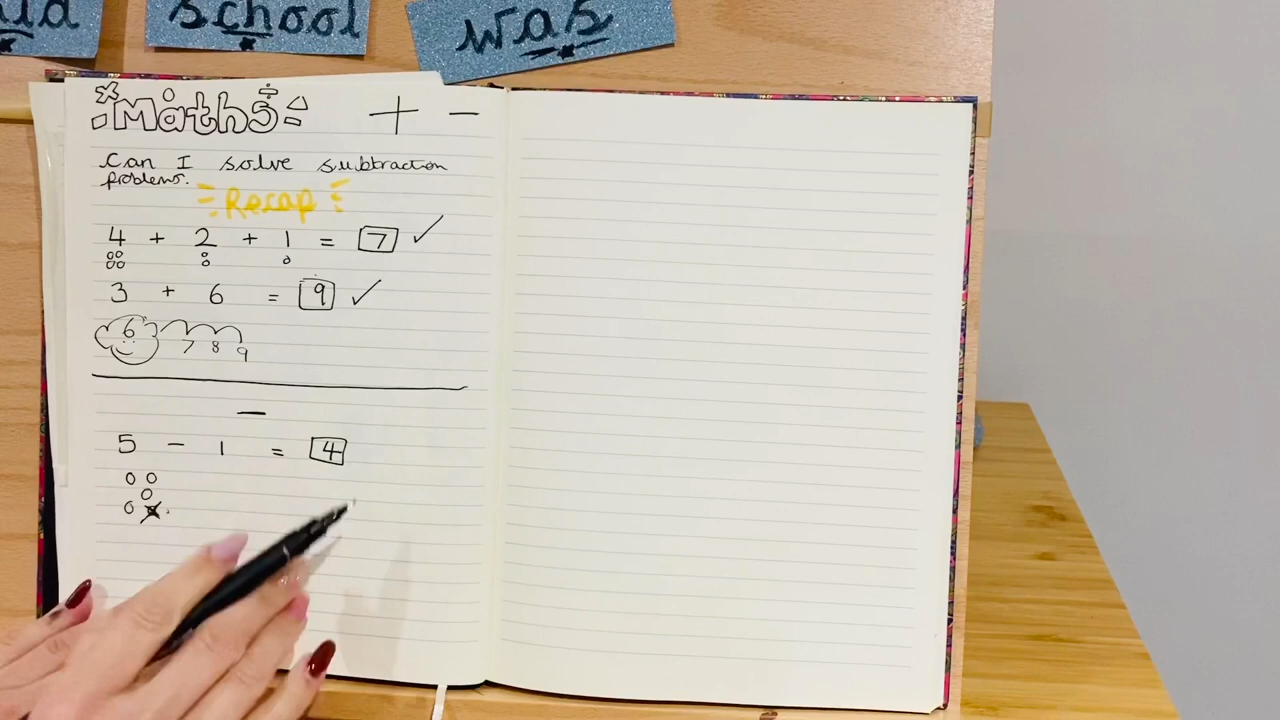 school
was
Maths + −
Can I solve subtraction
problems.
Recap
4 + 2 + 1 = 7 ✓
3 + 6 = 9 ✓
6 7 8 9
−
5 − 1 = 4